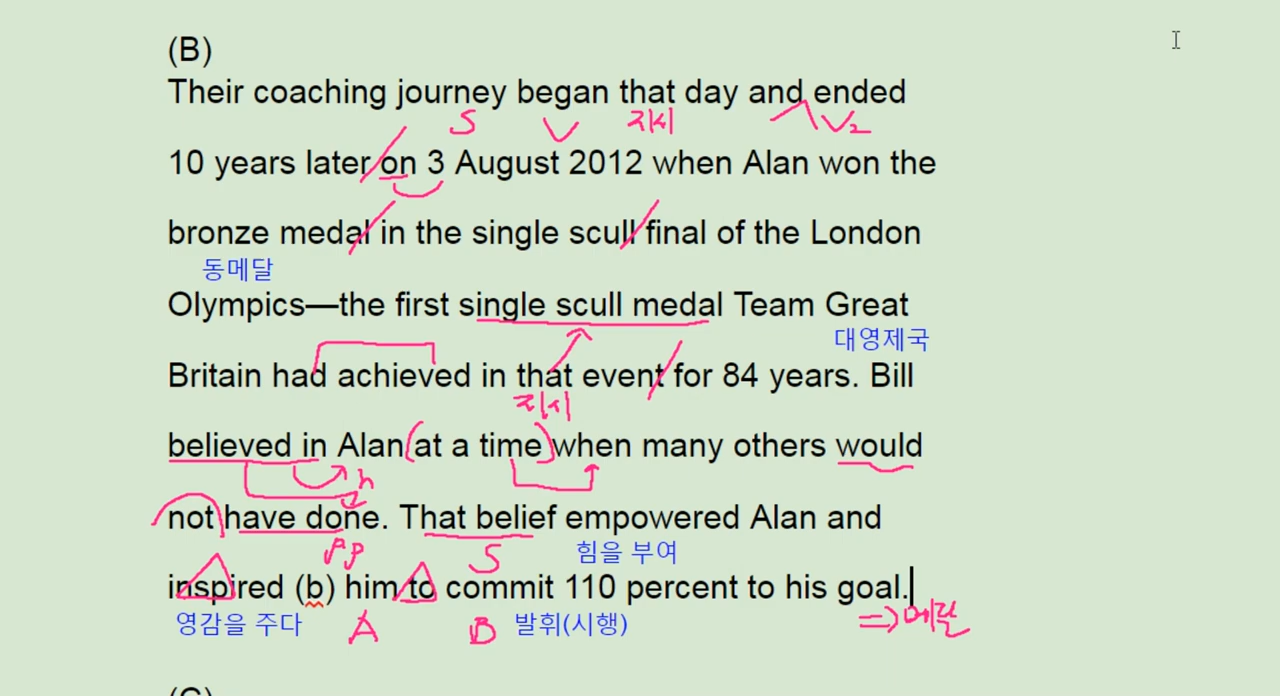 (B)
Their coaching journey began that day and ended
S V 지시 V2
10 years later on 3 August 2012 when Alan won the
bronze medal in the single scull final of the London
동메달
Olympics—the first single scull medal Team Great
대영제국
Britain had achieved in that event for 84 years. Bill
지시
believed in Alan at a time when many others would
n
not have done. That belief empowered Alan and
pp S 힘을 부여
inspired (b) him to commit 110 percent to his goal.
영감을 주다 A B 발휘(시행) ⇒메달